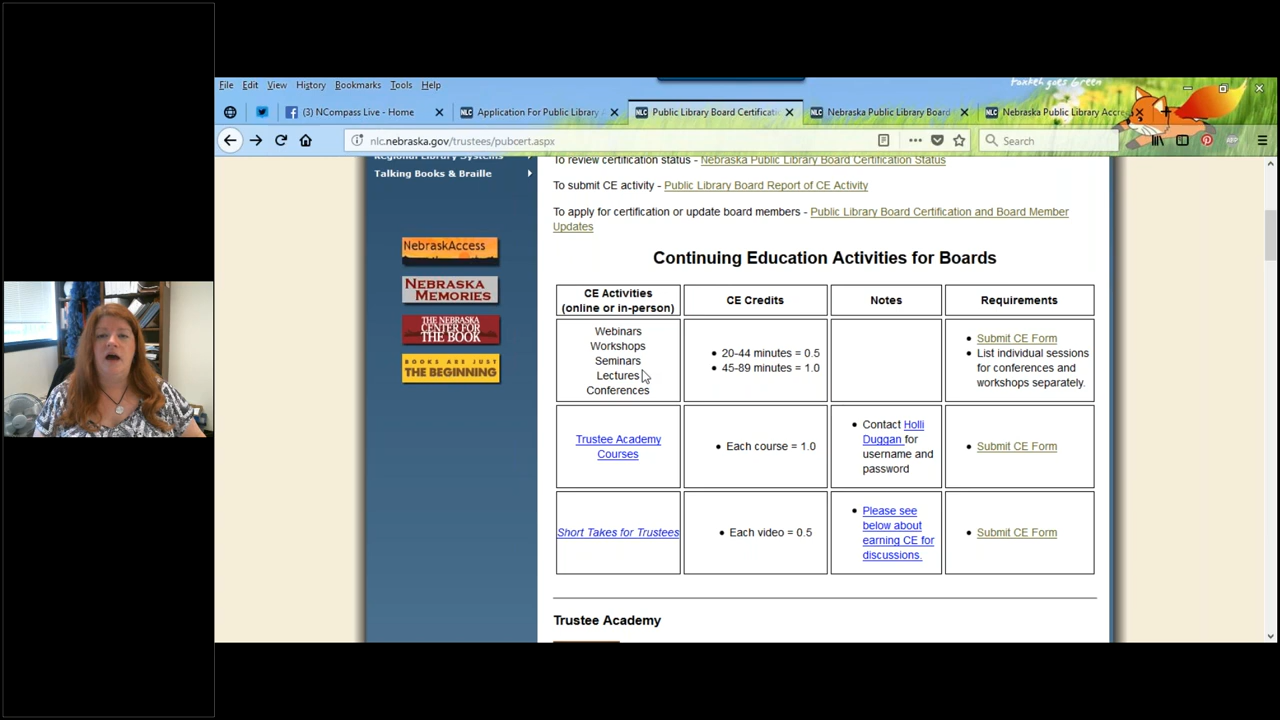 Foxkeh goes Green
File Edit View History Bookmarks Tools Help
(3) NCompass Live - Home
Application For Public Library
Public Library Board Certificati
Nebraska Public Library Board
Nebraska Public Library Accre
nlc.nebraska.gov/trustees/pubcert.aspx
Search
Regional Library Systems
Talking Books & Braille
NebraskAccess
NEBRASKA
MEMORIES
THE NEBRASKA
CENTER FOR
THE BOOK
BOOKS ARE JUST
THE BEGINNING
To review certification status - Nebraska Public Library Board Certification Status
To submit CE activity - Public Library Board Report of CE Activity
To apply for certification or update board members - Public Library Board Certification and Board Member
Updates
Continuing Education Activities for Boards
CE Activities
(online or in-person)
CE Credits
Notes
Requirements
Webinars
Workshops
Seminars
Lectures
Conferences
• 20-44 minutes = 0.5
• 45-89 minutes = 1.0
• Submit CE Form
• List individual sessions
for conferences and
workshops separately.
Trustee Academy
Courses
• Each course = 1.0
• Contact Holli
Duggan for
username and
password
• Submit CE Form
Short Takes for Trustees
• Each video = 0.5
• Please see
below about
earning CE for
discussions.
• Submit CE Form
Trustee Academy